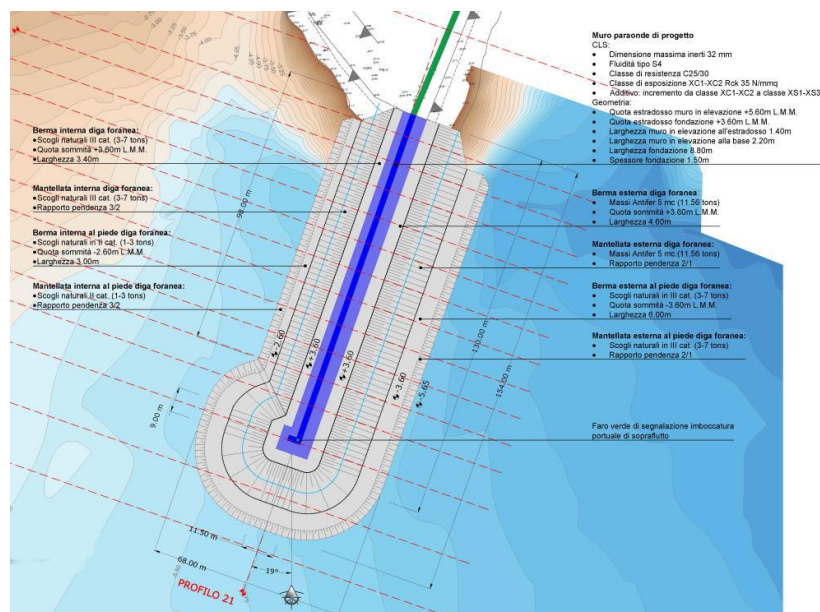 Muro paraonde di progetto
CLS:
• Dimensione massima inerti 32 mm
• Fluidità tipo S4
• Classe di resistenza C25/30
• Classe di esposizione XC1-XC2 Rck 35 N/mmq
• Additivo: incremento da classe XC1-XC2 a classe XS1-XS3
Geometria:
• Quota estradosso muro in elevazione +5.60m L.M.M.
• Quota estradosso fondazione +3.60m L.M.M.
• Larghezza muro in elevazione all'estradosso 1.40m
• Larghezza muro in elevazione alla base 2.20m
• Larghezza fondazione 8.80m
• Spessore fondazione 1.50m
Berma interna diga foranea:
•Scogli naturali III cat. (3-7 tons)
•Quota sommità +3.60m L.M.M.
•Larghezza 3.40m
Mantellata interna diga foranea:
•Scogli naturali III cat. (3-7 tons)
•Rapporto pendenza 3/2
Berma interna al piede diga foranea:
•Scogli naturali in II cat. (1-3 tons)
•Quota sommità -2.60m L.M.M.
•Larghezza 3.00m
Mantellata interna al piede diga foranea:
•Scogli naturali II cat. (1-3 tons)
•Rapporto pendenza 3/2
Berma esterna diga foranea:
• Massi Antifer 5 mc (11.56 tons)
• Quota sommità +3.60m L.M.M.
• Larghezza 4.60m
Mantellata esterna diga foranea:
• Massi Antifer 5 mc (11.56 tons)
• Rapporto pendenza 2/1
Berma esterna al piede diga foranea:
• Scogli naturali in III cat. (3-7 tons)
• Quota sommità -3.60m L.M.M.
• Larghezza 6.00m
Mantellata esterna al piede diga foranea:
• Scogli naturali in III cat. (3-7 tons)
• Rapporto pendenza 2/1
Faro verde di segnalazione imboccatura
portuale di sopraflutto
98.00 m
-2.60
+3.60
+3.60
-3.60
-5.65
130.00 m
154.00 m
9.00 m
11.50 m
68.00 m
19°
PROFILO 21